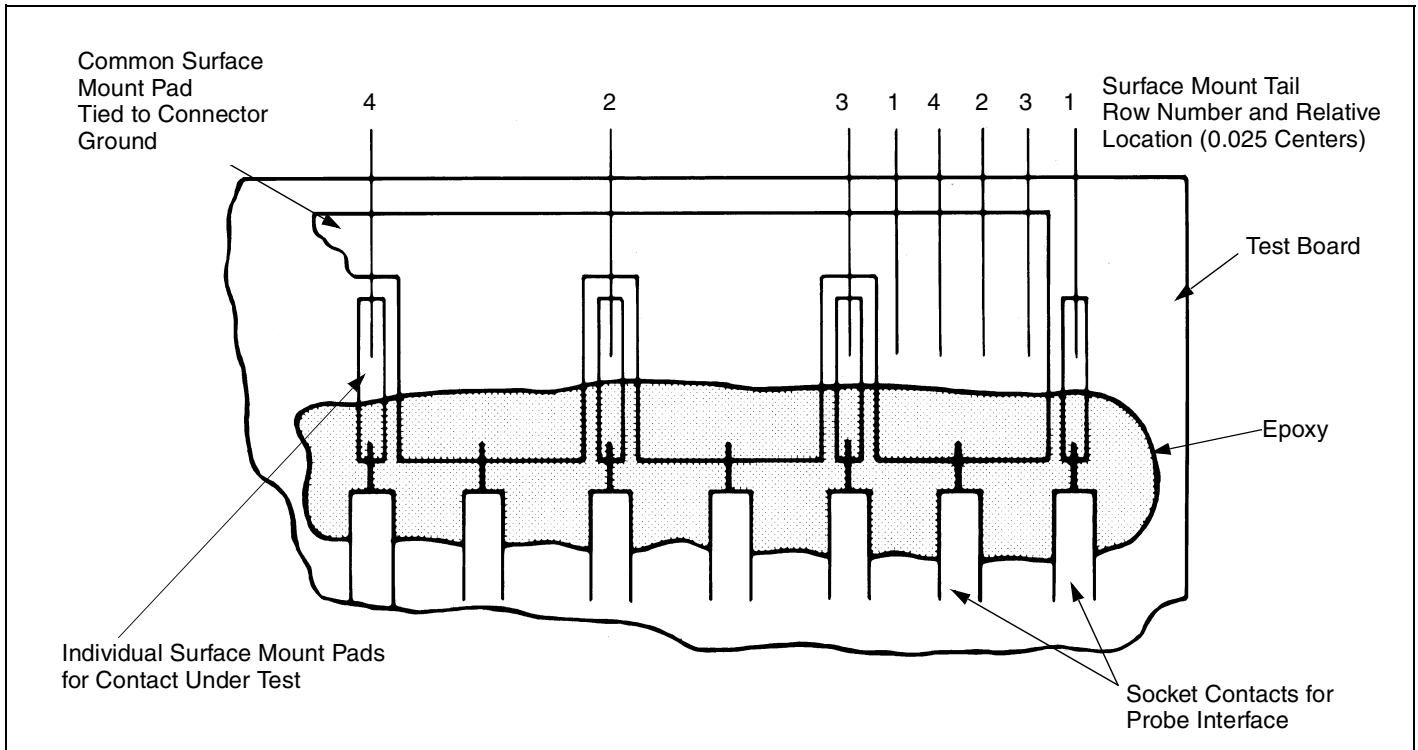 Common Surface
Mount Pad
Tied to Connector
Ground
4 2 3 1 4 2 3 1
Surface Mount Tail
Row Number and Relative
Location (0.025 Centers)
Test Board
Epoxy
Individual Surface Mount Pads
for Contact Under Test
Socket Contacts for
Probe Interface